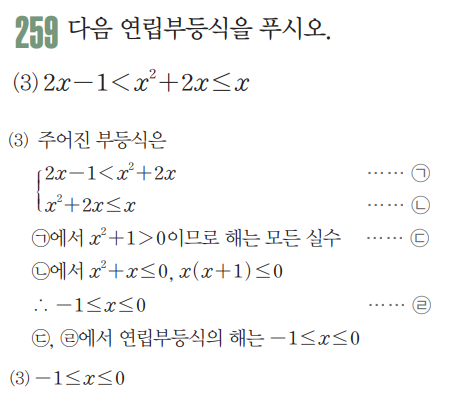 259 다음 연립부등식을 푸시오.
(3) 2x-1<x²+2x≤x
(3) 주어진 부등식은
2x-1<x²+2x …… ㉠
x²+2x≤x …… ㉡
㉠에서 x²+1>0이므로 해는 모든 실수 …… ㉢
㉡에서 x²+x≤0, x(x+1)≤0
∴ -1≤x≤0 …… ㉣
㉢, ㉣에서 연립부등식의 해는 -1≤x≤0
(3) -1≤x≤0